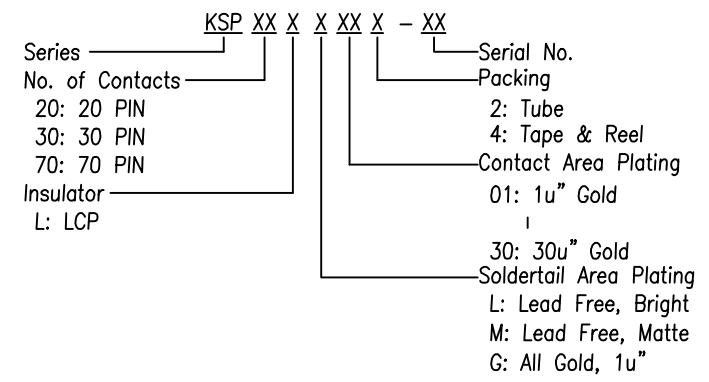 KSP XX X X XX X - XX
Series
No. of Contacts
20: 20 PIN
30: 30 PIN
70: 70 PIN
Insulator
L: LCP
Serial No.
Packing
2: Tube
4: Tape & Reel
Contact Area Plating
01: 1u" Gold
30: 30u" Gold
Soldertail Area Plating
L: Lead Free, Bright
M: Lead Free, Matte
G: All Gold, 1u"